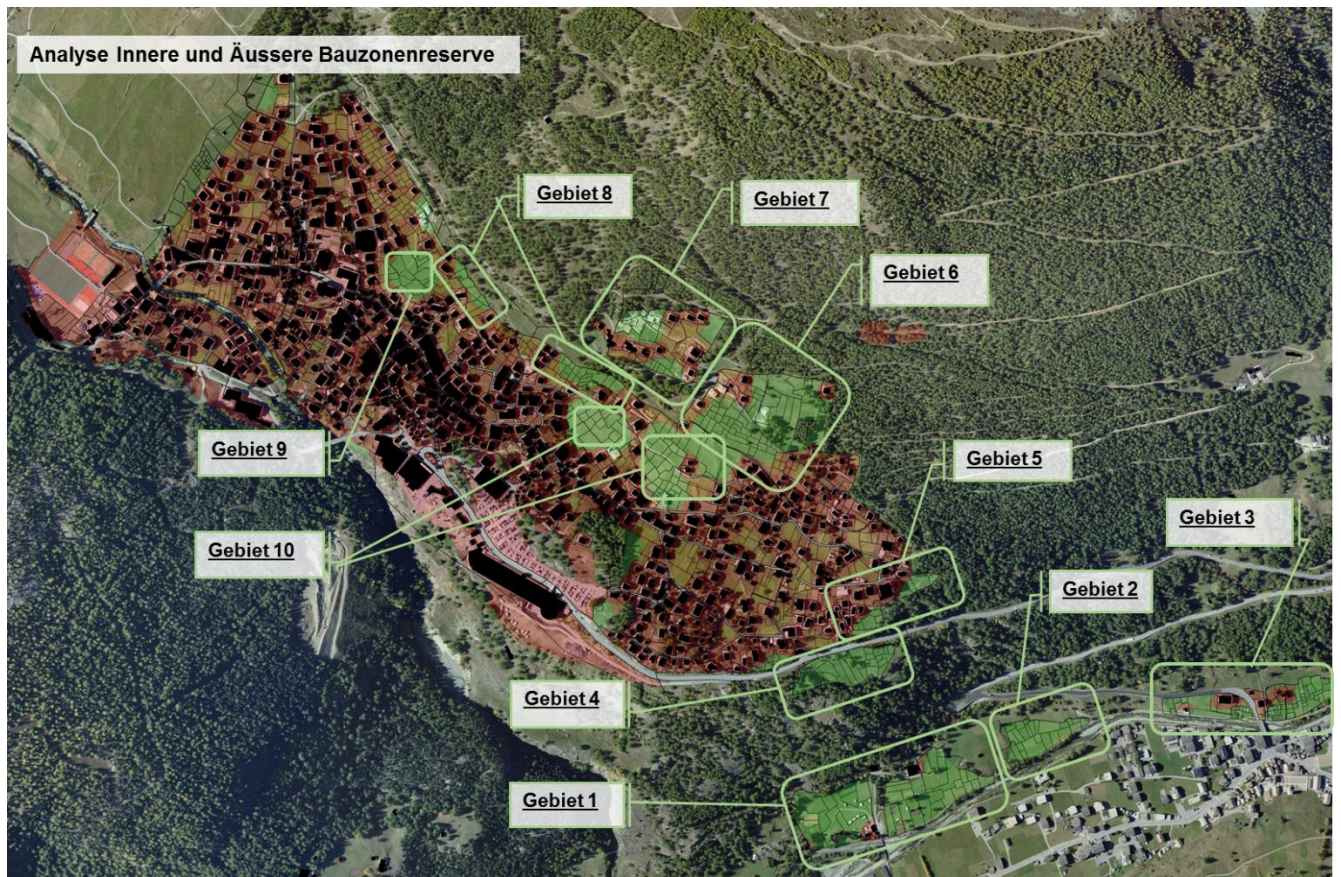 Analyse Innere und Äussere Bauzonenreserve
Gebiet 8
Gebiet 7
Gebiet 6
Gebiet 9
Gebiet 5
Gebiet 3
Gebiet 10
Gebiet 2
Gebiet 4
Gebiet 1